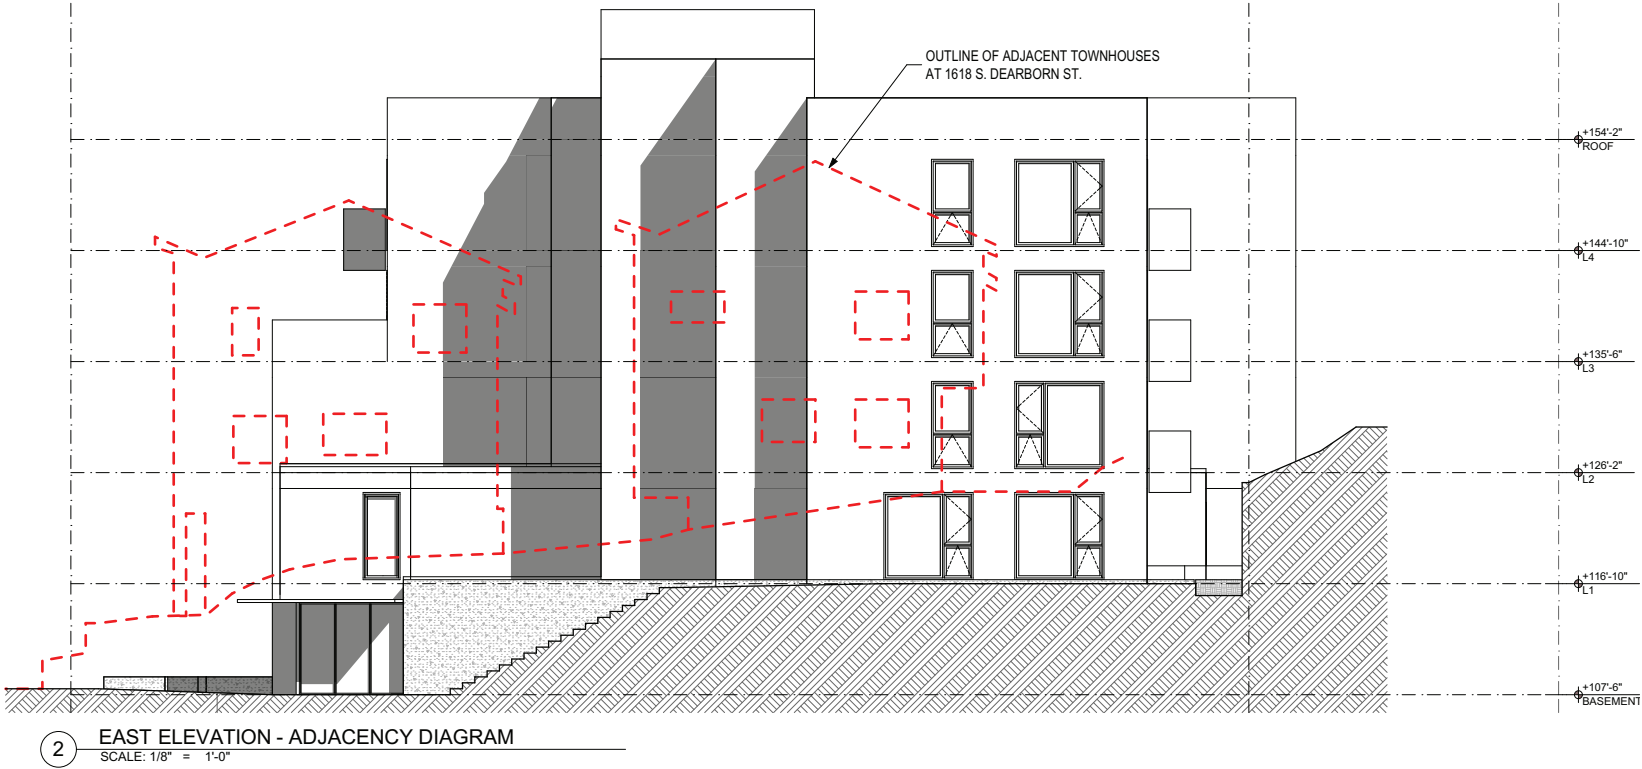 OUTLINE OF ADJACENT TOWNHOUSES
AT 1618 S. DEARBORN ST.
+154'-2"
ROOF
+144'-10"
L4
+135'-6"
L3
+126'-2"
L2
+116'-10"
L1
+107'-6"
BASEMENT
2
EAST ELEVATION - ADJACENCY DIAGRAM
SCALE: 1/8" = 1'-0"